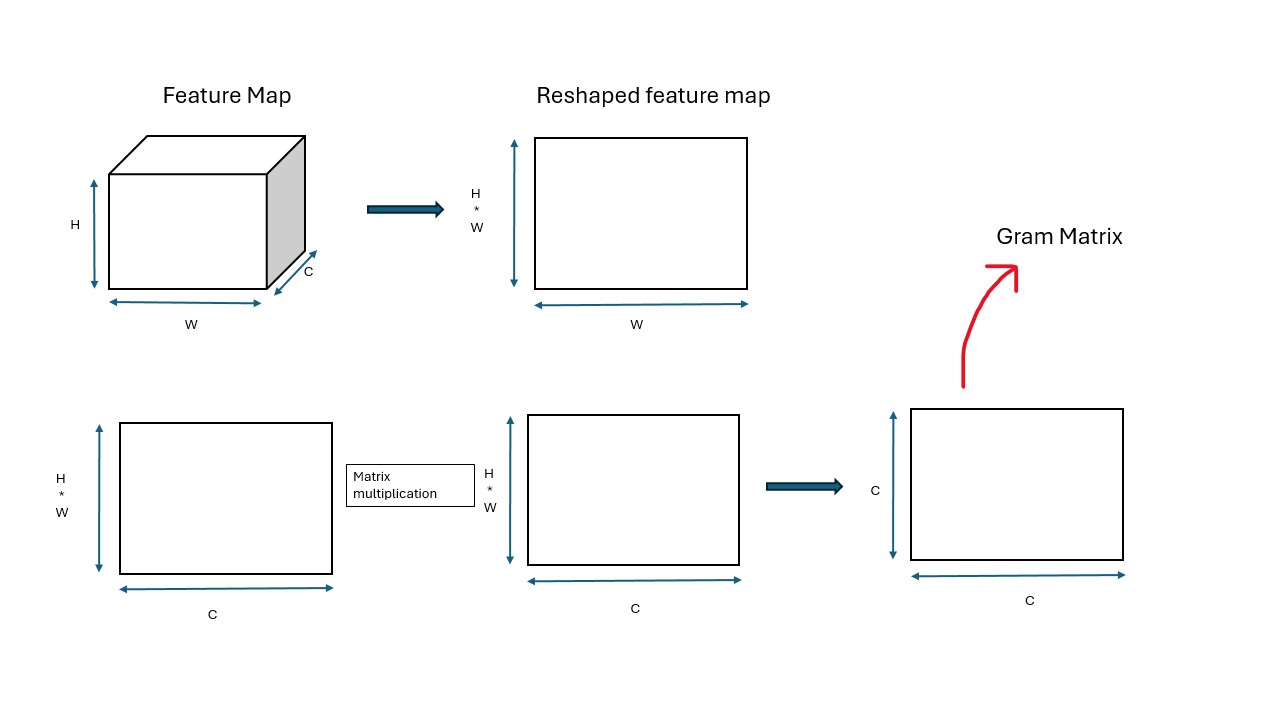 Feature Map
Reshaped feature map
H
W
C
H
*
W
W
Gram Matrix
H
*
W
C
Matrix
multiplication
H
*
W
C
C
C